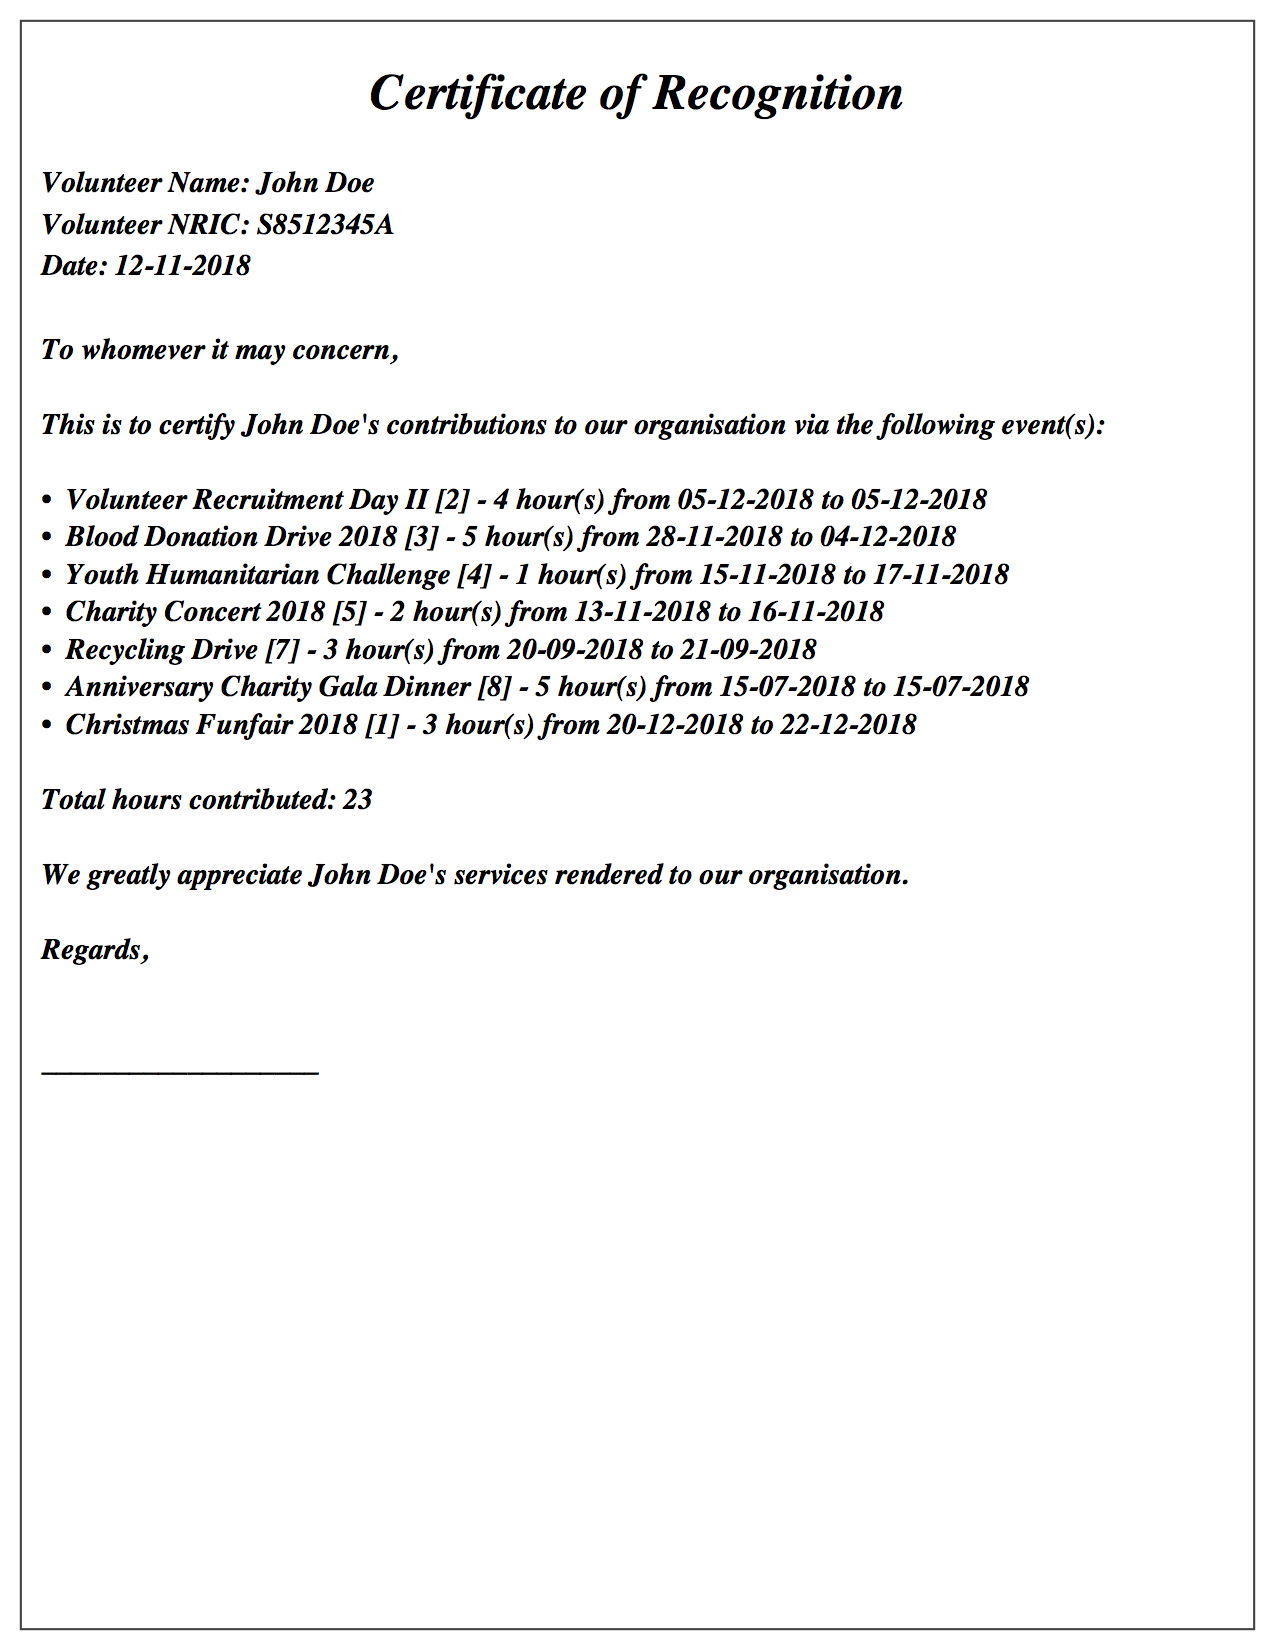 Certificate of Recognition
Volunteer Name: John Doe
Volunteer NRIC: S8512345A
Date: 12-11-2018
To whomever it may concern,
This is to certify John Doe's contributions to our organisation via the following event(s):
• Volunteer Recruitment Day II [2] - 4 hour(s) from 05-12-2018 to 05-12-2018
• Blood Donation Drive 2018 [3] - 5 hour(s) from 28-11-2018 to 04-12-2018
• Youth Humanitarian Challenge [4] - 1 hour(s) from 15-11-2018 to 17-11-2018
• Charity Concert 2018 [5] - 2 hour(s) from 13-11-2018 to 16-11-2018
• Recycling Drive [7] - 3 hour(s) from 20-09-2018 to 21-09-2018
• Anniversary Charity Gala Dinner [8] - 5 hour(s) from 15-07-2018 to 15-07-2018
• Christmas Funfair 2018 [1] - 3 hour(s) from 20-12-2018 to 22-12-2018
Total hours contributed: 23
We greatly appreciate John Doe's services rendered to our organisation.
Regards,
___________________